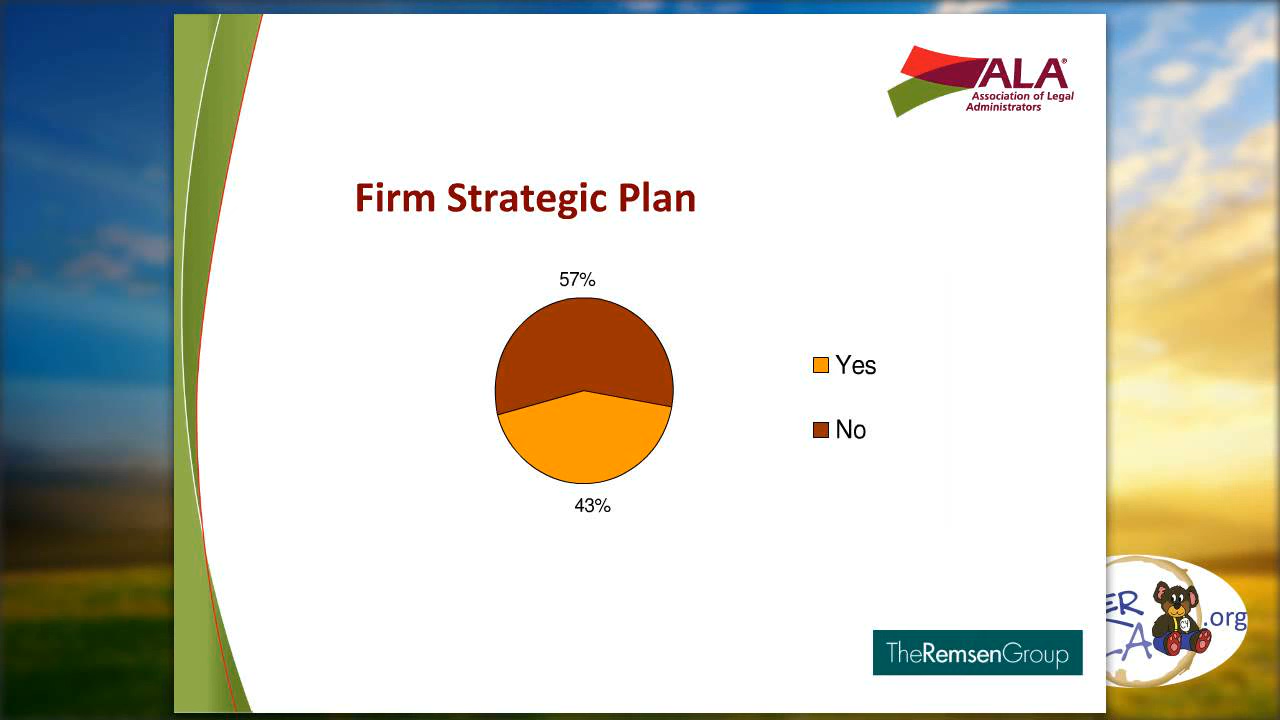 ALA®
Association of Legal
Administrators
Firm Strategic Plan
57%
Yes
No
43%
.org
TheRemsenGroup